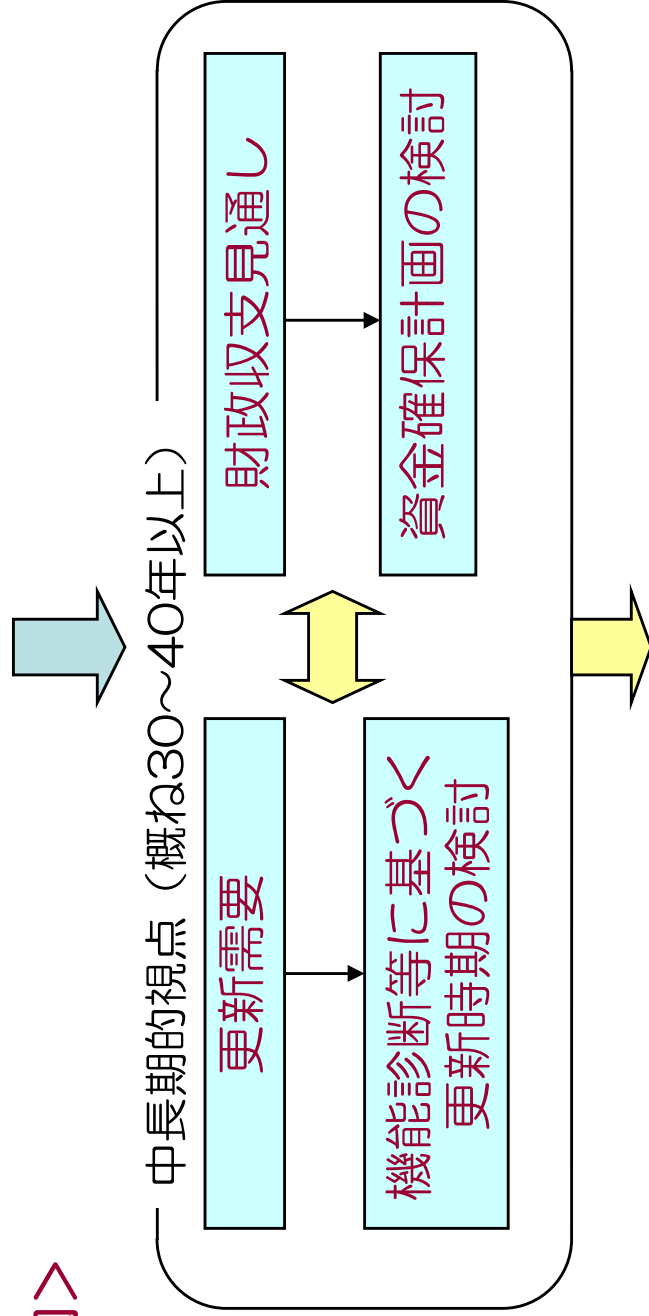 中長期的視点（概ね30～40年以上）
更新需要
機能診断等に基づく
更新時期の検討
財政収支見通し
資金確保計画の検討